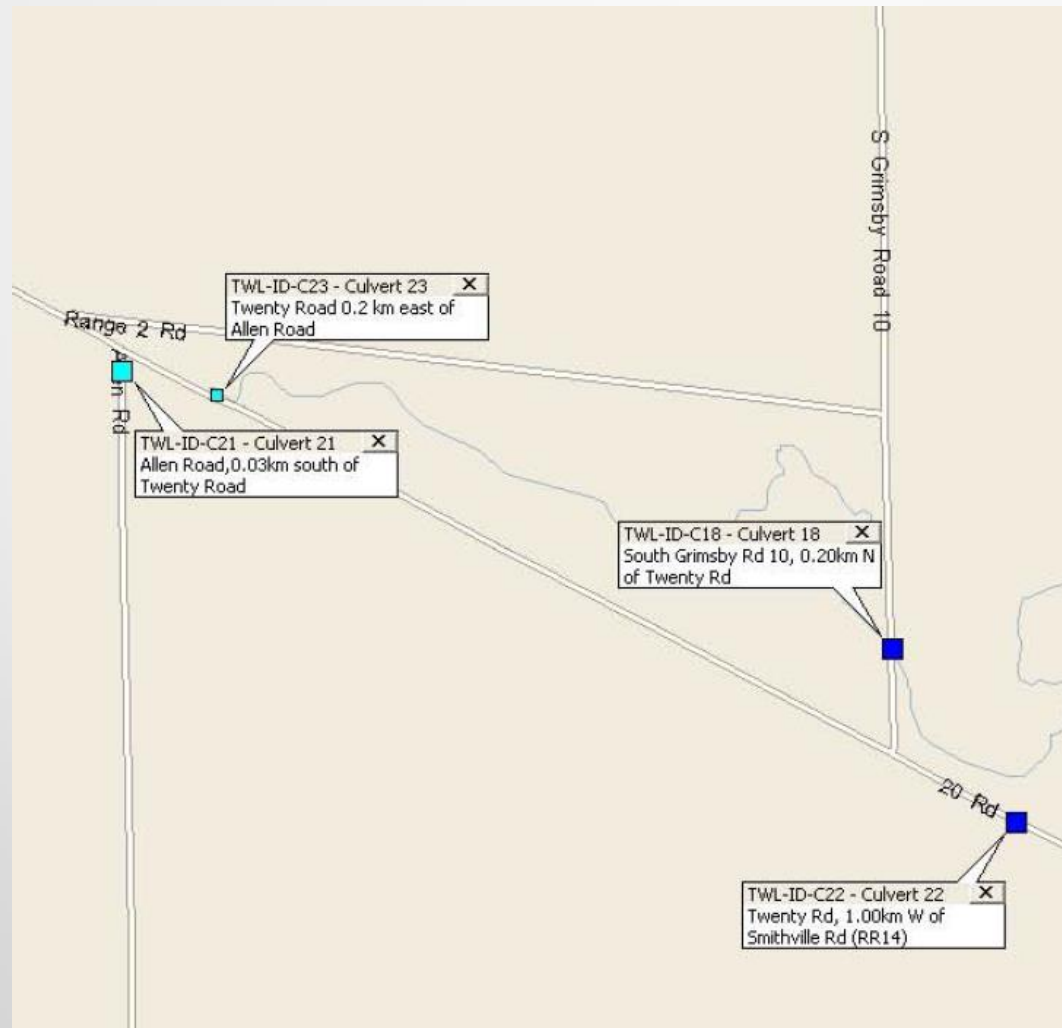 S Grimsby Road 10
TWL-ID-C23 - Culvert 23 X
Twenty Road 0.2 km east of
Allen Road
Range 2 Rd
Rd
TWL-ID-C21 - Culvert 21 X
Allen Road,0.03km south of
Twenty Road
TWL-ID-C18 - Culvert 18 X
South Grimsby Rd 10, 0.20km N
of Twenty Rd
20 Rd
TWL-ID-C22 - Culvert 22 X
Twenty Rd, 1.00km W of
Smithville Rd (RR14)